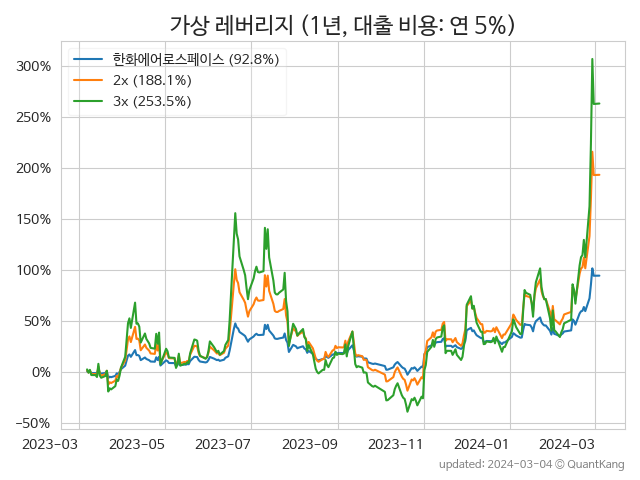 가상 레버리지 (1년, 대출 비용: 연 5%)
한화에어로스페이스 (92.8%)
2x (188.1%)
3x (253.5%)
300%
250%
200%
150%
100%
50%
0%
−50%
2023-03 2023-05 2023-07 2023-09 2023-11 2024-01 2024-03
updated: 2024-03-04 © QuantKang